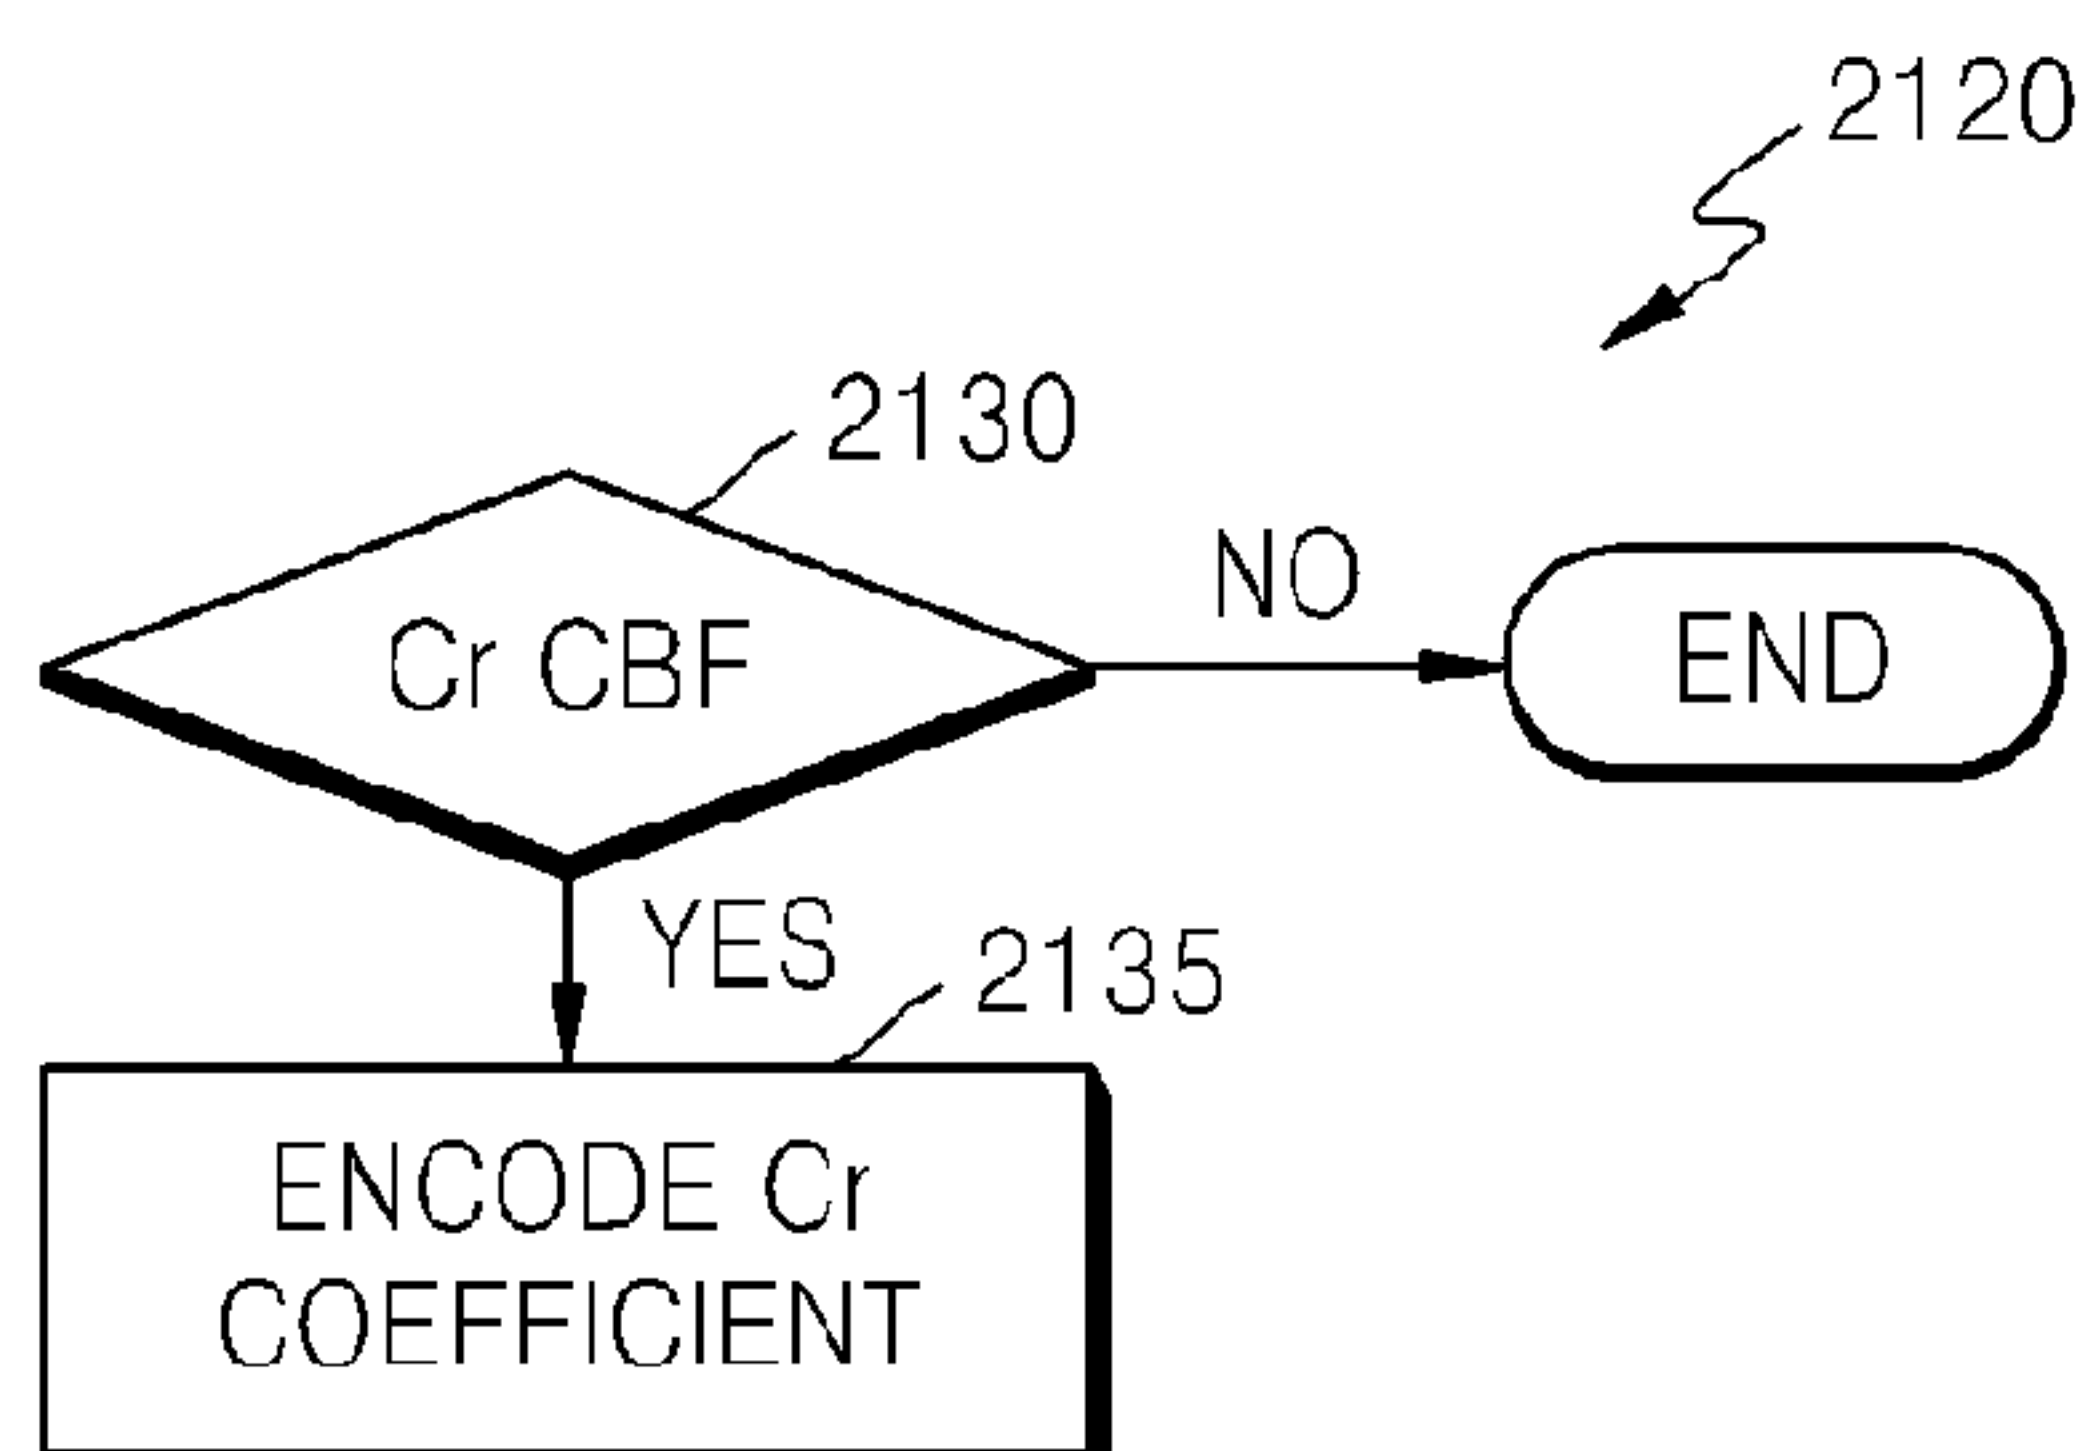 2120
2130
Cr CBF
NO
END
YES
2135
ENCODE Cr
COEFFICIENT